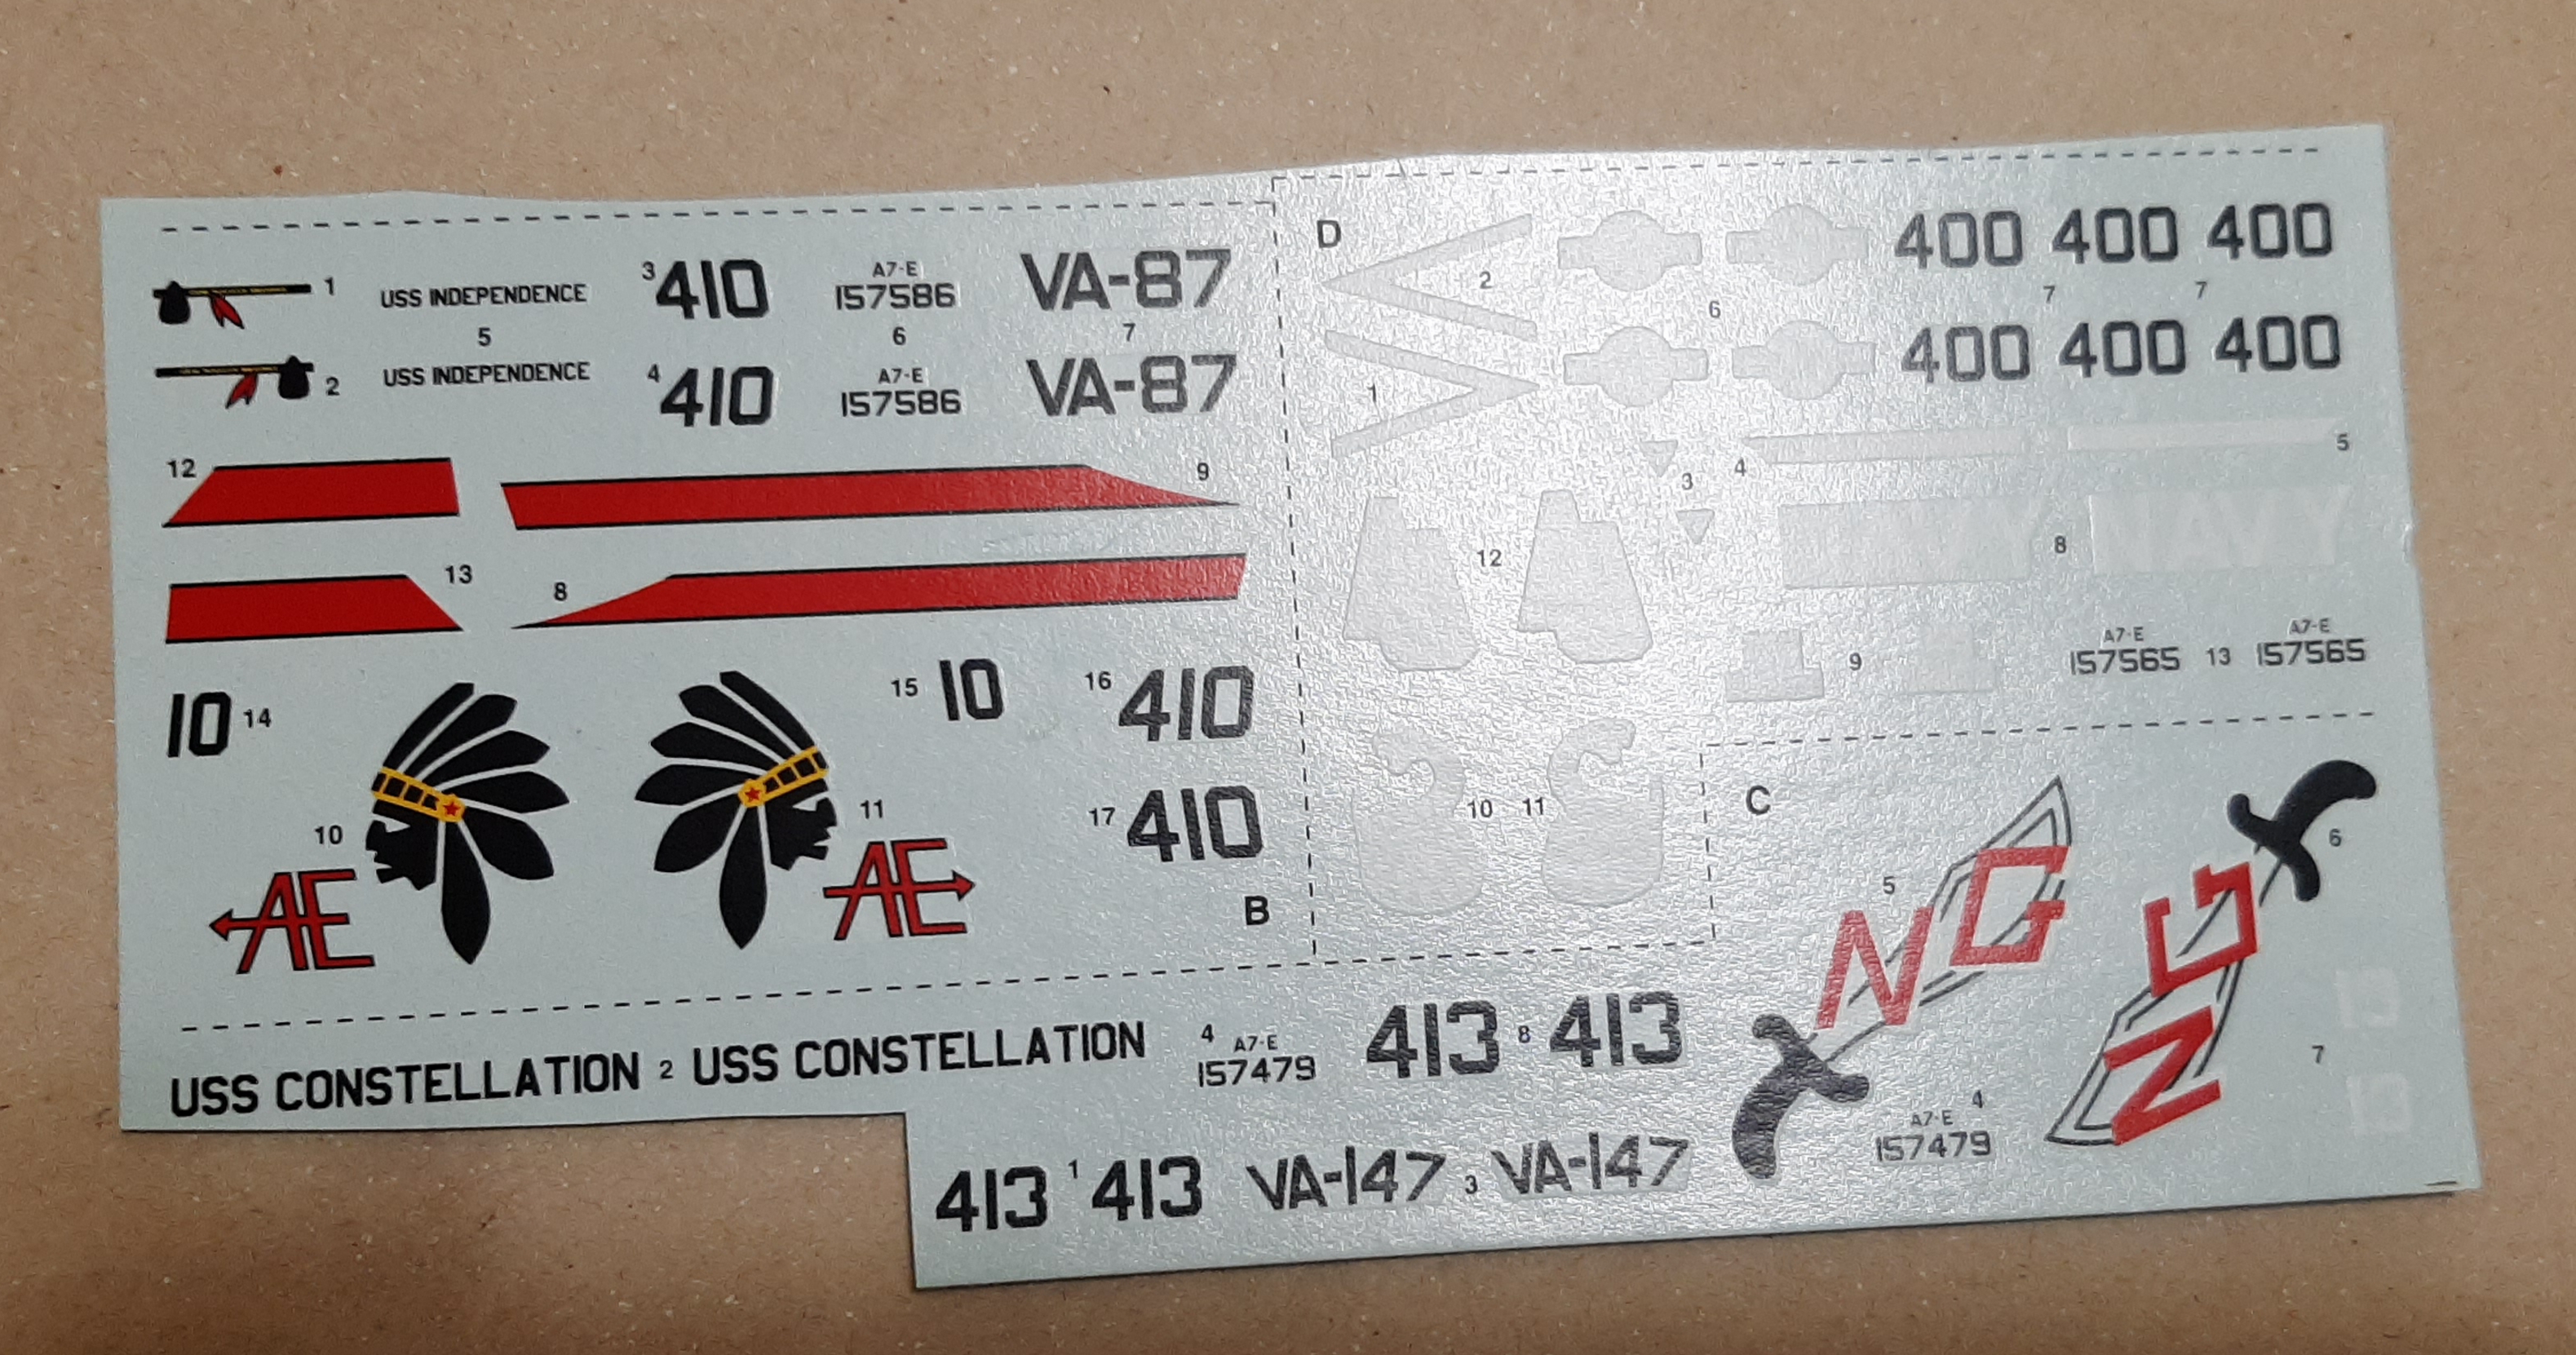 1
USS INDEPENDENCE
5
USS INDEPENDENCE
2
3
410
4
410
A7-E
157586
6
A7-E
157586
VA-87
7
VA-87
12
9
13
8
10
14
15
10
16
410
10
11
17
410
AE
AE
B
D
2
1
6
400 400 400
7 7
400 400 400
3
4
5
12
8
NAVY
9
A7-E
157565
13
A7-E
157565
10 11
C
5
NG
6
NG
7
4
A7-E
157479
USS CONSTELLATION 2 USS CONSTELLATION
4
A7-E
157479
413 8 413
413 1 413
VA-147 3 VA-147